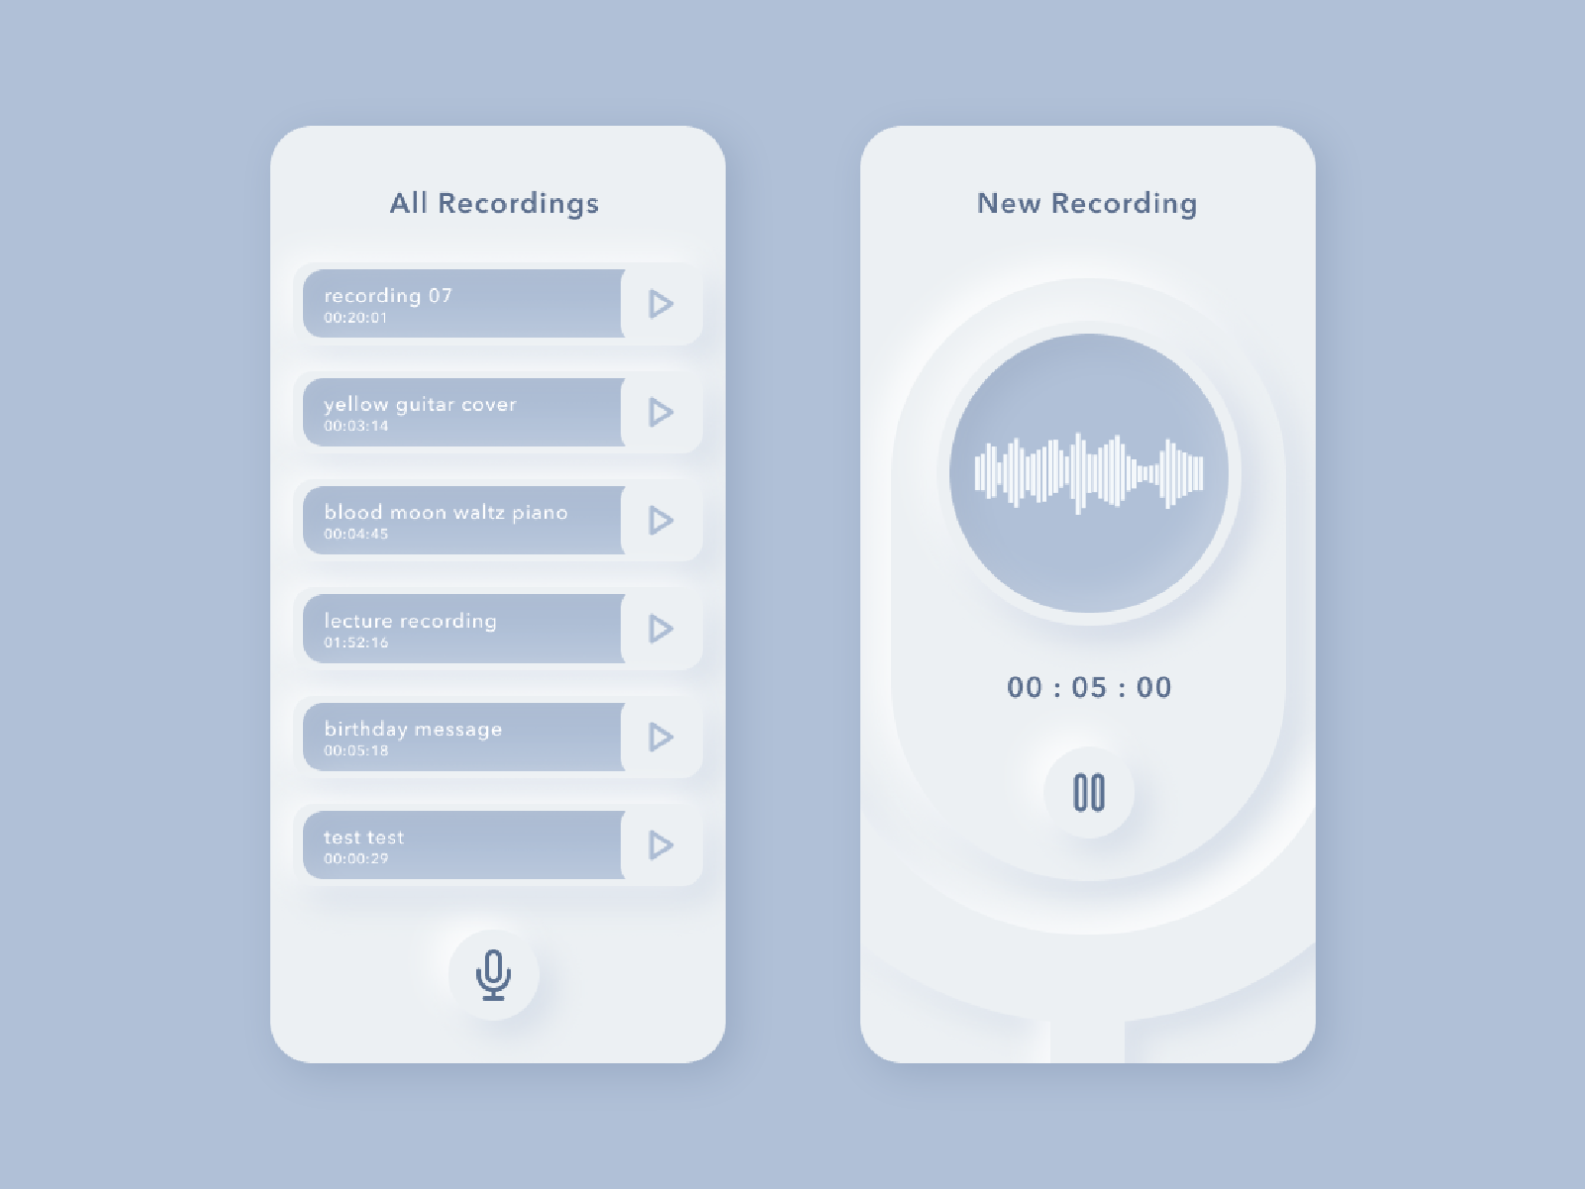 All Recordings
recording 07
00:20:01
yellow guitar cover
00:03:14
blood moon waltz piano
00:04:45
lecture recording
01:52:16
birthday message
00:05:18
test test
00:00:29
New Recording
00 : 05 : 00